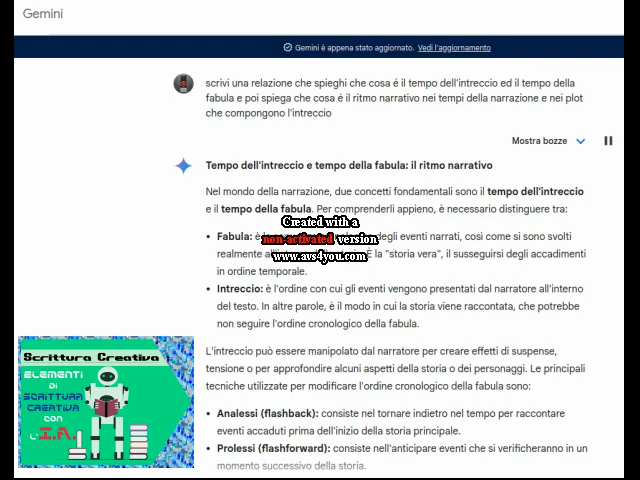 Gemini
Gemini è appena stato aggiornato. Vedi l'aggiornamento
scrivi una relazione che spieghi che cosa é il tempo dell'intreccio ed il tempo della
fabula e poi spiega che cosa é il ritmo narrativo nei tempi della narrazione e nei plot
che compongono l'intreccio
Mostra bozze
Tempo dell'intreccio e tempo della fabula: il ritmo narrativo
Nel mondo della narrazione, due concetti fondamentali sono il tempo dell'intreccio
e il tempo della fabula. Per comprenderli appieno, è necessario distinguere tra:
Created with a
non-activated version
www.avs4you.com
• Fabula: è degli eventi narrati, così come si sono svolti
realmente È la "storia vera", il susseguirsi degli accadimenti
in ordine temporale.
• Intreccio: è l'ordine con cui gli eventi vengono presentati dal narratore all'interno
del testo. In altre parole, è il modo in cui la storia viene raccontata, che potrebbe
non seguire l'ordine cronologico della fabula.
L'intreccio può essere manipolato dal narratore per creare effetti di suspense,
tensione o per approfondire alcuni aspetti della storia o dei personaggi. Le principali
tecniche utilizzate per modificare l'ordine cronologico della fabula sono:
• Analessi (flashback): consiste nel tornare indietro nel tempo per raccontare
eventi accaduti prima dell'inizio della storia principale.
• Prolessi (flashforward): consiste nell'anticipare eventi che si verificheranno in un
momento successivo della storia.
Scrittura Creativa
ELEMENTI
DI
SCRITTURA
CREATIVA
CON
L'I.A.